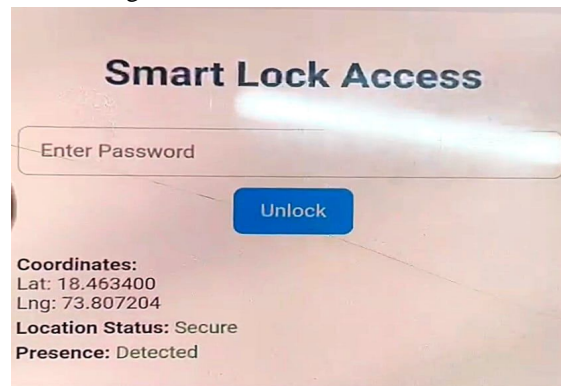 Smart Lock Access
Enter Password
Unlock
Coordinates:
Lat: 18.463400
Lng: 73.807204
Location Status: Secure
Presence: Detected